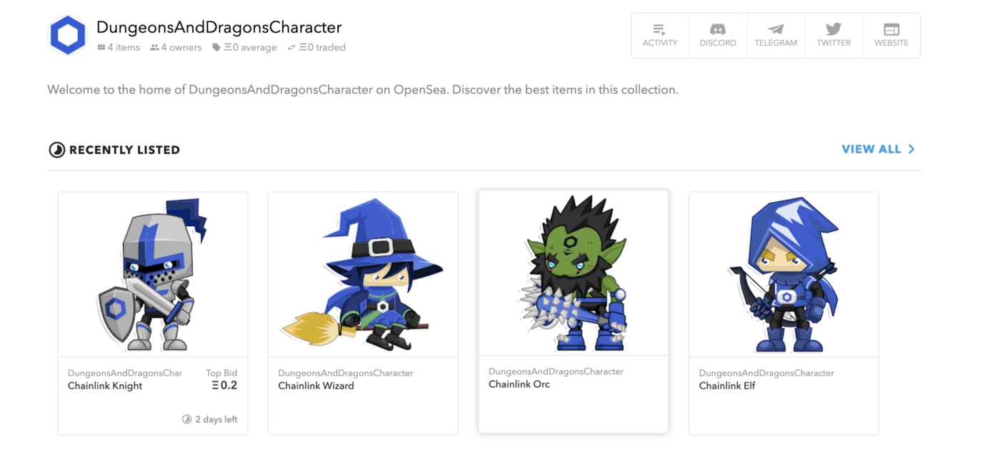 DungeonsAndDragonsCharacter
4 items 4 owners Ξ0 average Ξ0 traded
ACTIVITY DISCORD TELEGRAM TWITTER WEBSITE
Welcome to the home of DungeonsAndDragonsCharacter on OpenSea. Discover the best items in this collection.
RECENTLY LISTED VIEW ALL
DungeonsAndDragonsChar Top Bid
Chainlink Knight Ξ0.2
2 days left
DungeonsAndDragonsCharacter
Chainlink Wizard
DungeonsAndDragonsCharacter
Chainlink Orc
DungeonsAndDragonsCharacter
Chainlink Elf